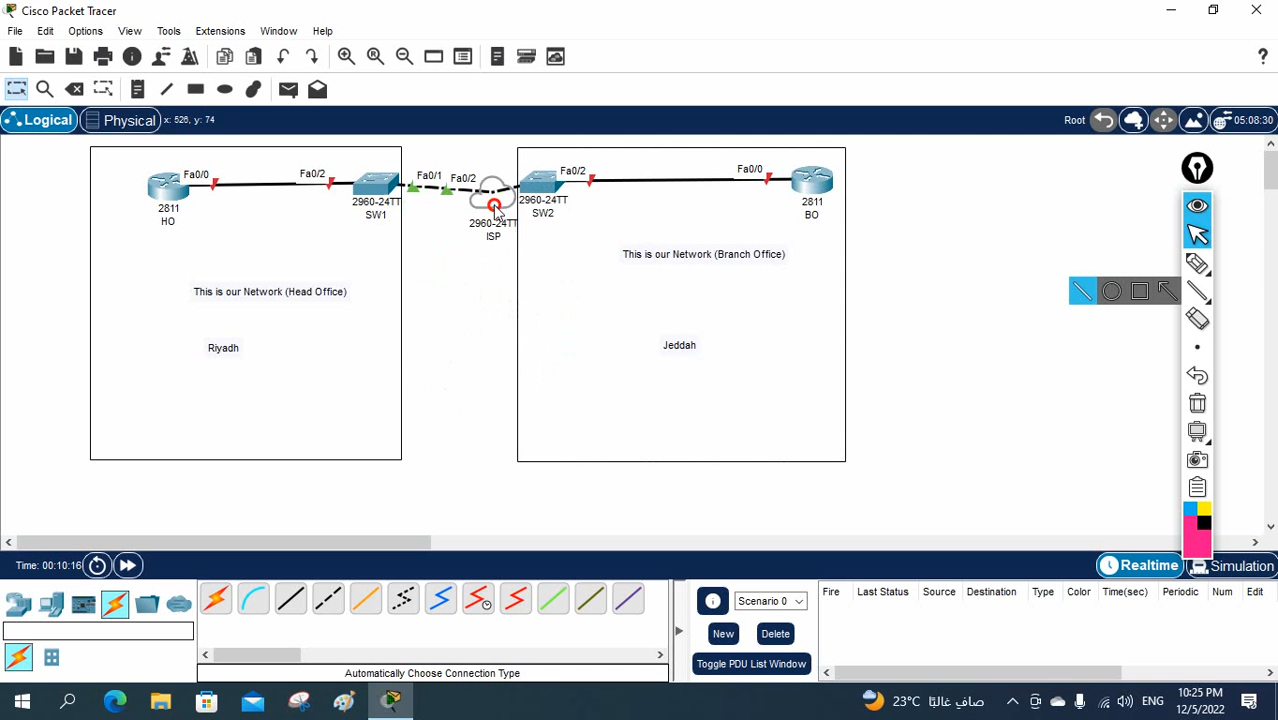 Cisco Packet Tracer
File Edit Options View Tools Extensions Window Help
Logical Physical x: 526, y: 74 Root 05:08:30
Fa0/0 Fa0/2 Fa0/1 Fa0/2 Fa0/2 Fa0/0
2811
HO
2960-24TT
SW1
2960-24TT
ISP
2960-24TT
SW2
2811
BO
This is our Network (Branch Office)
This is our Network (Head Office)
Riyadh
Jeddah
Time: 00:10:16 Realtime Simulation
Scenario 0
Fire Last Status Source Destination Type Color Time(sec) Periodic Num Edit
New Delete
Toggle PDU List Window
Automatically Choose Connection Type
23°C صافٍ غالبًا ENG 10:25 PM
12/5/2022